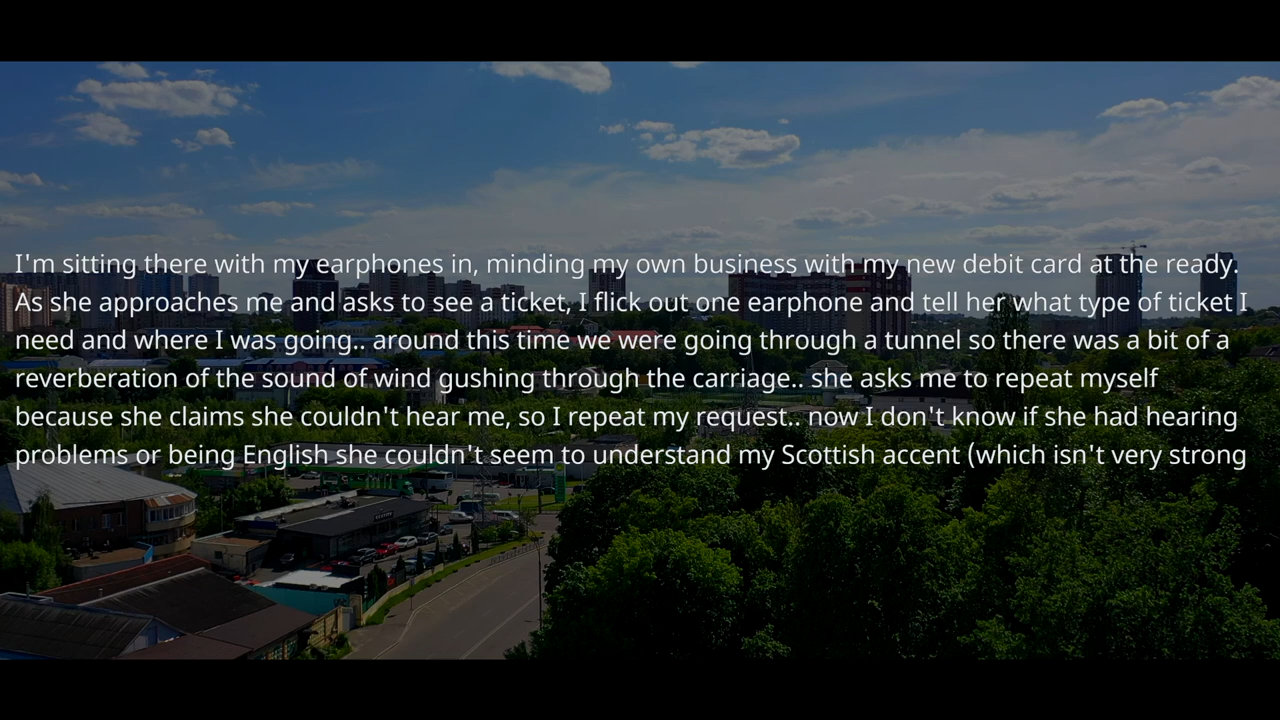 I'm sitting there with my earphones in, minding my own business with my new debit card at the ready.
As she approaches me and asks to see a ticket, I flick out one earphone and tell her what type of ticket I
need and where I was going.. around this time we were going through a tunnel so there was a bit of a
reverberation of the sound of wind gushing through the carriage.. she asks me to repeat myself
because she claims she couldn't hear me, so I repeat my request.. now I don't know if she had hearing
problems or being English she couldn't seem to understand my Scottish accent (which isn't very strong